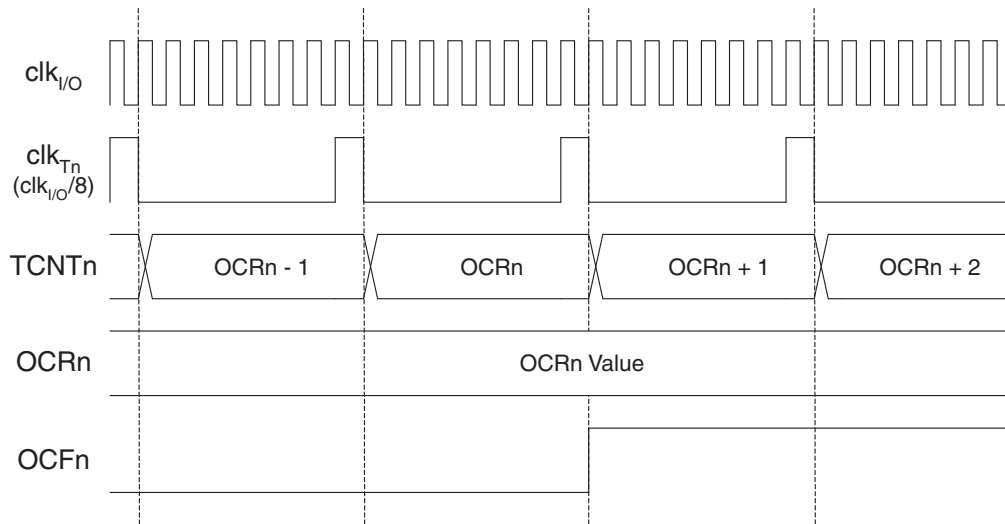 clkI/O
clkTn
(clkI/O/8)
TCNTn
OCRn - 1
OCRn
OCRn + 1
OCRn + 2
OCRn
OCRn Value
OCFn